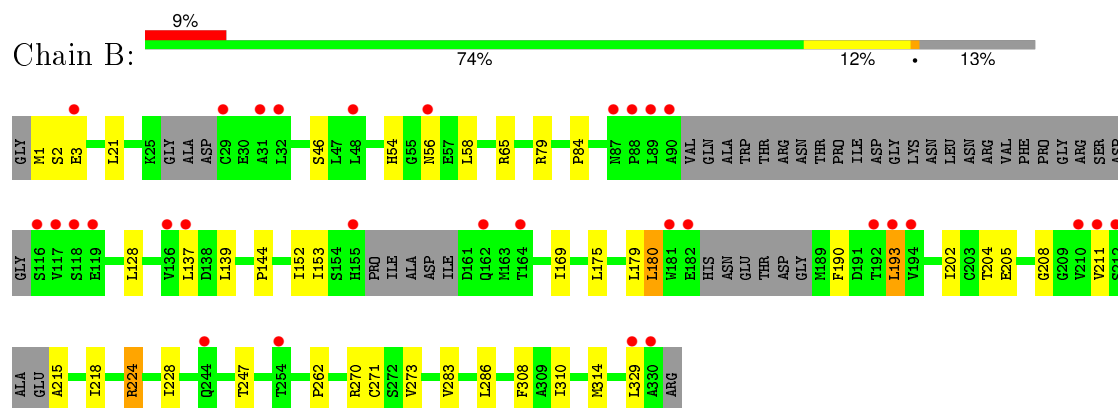 9%
Chain B:
74% 12% • 13%
GLY M1 S2 E3 L21 K25 GLY ALA ASP C29 E30 A31 L32 S46 L47 L48 H54 G55 N56 E57 L58 R65 R79 P84 N87 P88 L89 A90 VAL GLN ALA TRP THR ARG ASN THR PRO ILE ASP GLY LYS ASN LEU ASN ARG VAL PHE PRO GLY ARG SER ASP
GLY S116 V117 S118 E119 L128 V136 L137 D138 L139 P144 I152 I153 S154 H155 PRO ILE ALA ASP ILE D161 Q162 M163 T164 I169 L175 L179 L180 W181 E182 HIS ASN GLU THR ASP GLY M189 F190 D191 T192 L193 V194 I202 C203 T204 E205 G208 G209 V210 V211 S212
ALA GLU A215 I218 R224 I228 Q244 T247 T254 P262 R270 C271 S272 V273 V283 L286 F308 A309 I310 M314 L329 A330 ARG